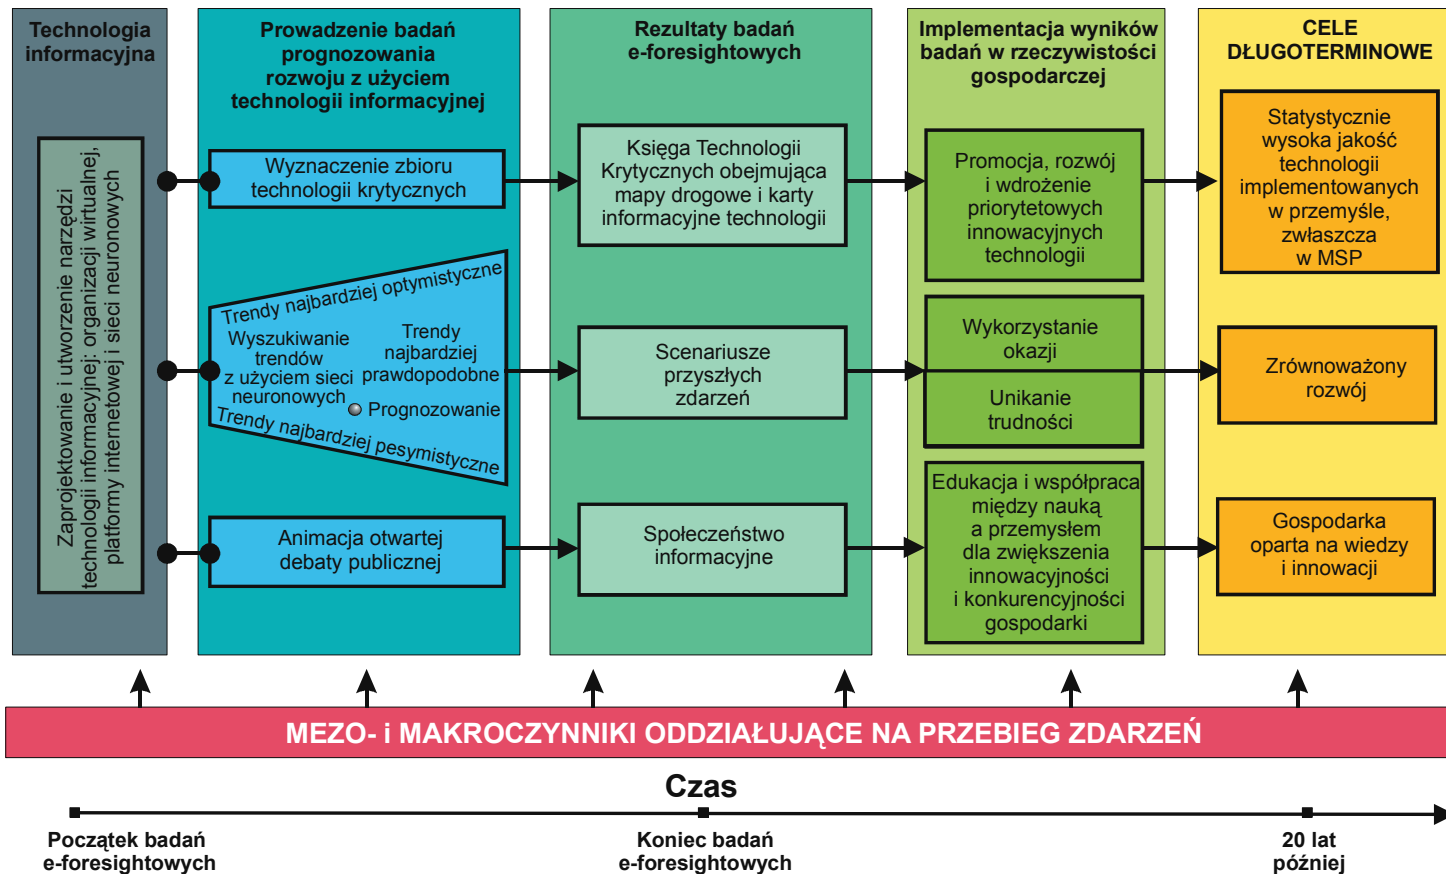 Technologia
informacyjna
Zaprojektowanie i utworzenie narzędzi
technologii informacyjnej: organizacji wirtualnej,
platformy internetowej i sieci neuronowych
Prowadzenie badań
prognozowania
rozwoju z użyciem
technologii informacyjnej
Wyznaczenie zbioru
technologii krytycznych
Trendy najbardziej optymistyczne
Wyszukiwanie
trendów
z użyciem sieci
neuronowych
Trendy
najbardziej
prawdopodobne
Prognozowanie
Trendy najbardziej pesymistyczne
Animacja otwartej
debaty publicznej
Rezultaty badań
e-foresightowych
Księga Technologii
Krytycznych obejmująca
mapy drogowe i karty
informacyjne technologii
Scenariusze
przyszłych
zdarzeń
Społeczeństwo
informacyjne
Implementacja wyników
badań w rzeczywistości
gospodarczej
Promocja, rozwój
i wdrożenie
priorytetowych
innowacyjnych
technologii
Wykorzystanie
okazji
Unikanie
trudności
Edukacja i współpraca
między nauką
a przemysłem
dla zwiększenia
innowacyjności
i konkurencyjności
gospodarki
CELE
DŁUGOTERMINOWE
Statystycznie
wysoka jakość
technologii
implementowanych
w przemyśle,
zwłaszcza
w MSP
Zrównoważony
rozwój
Gospodarka
oparta na wiedzy
i innowacji
MEZO- i MAKROCZYNNIKI ODDZIAŁUJĄCE NA PRZEBIEG ZDARZEŃ
Czas
Początek badań
e-foresightowych
Koniec badań
e-foresightowych
20 lat
później